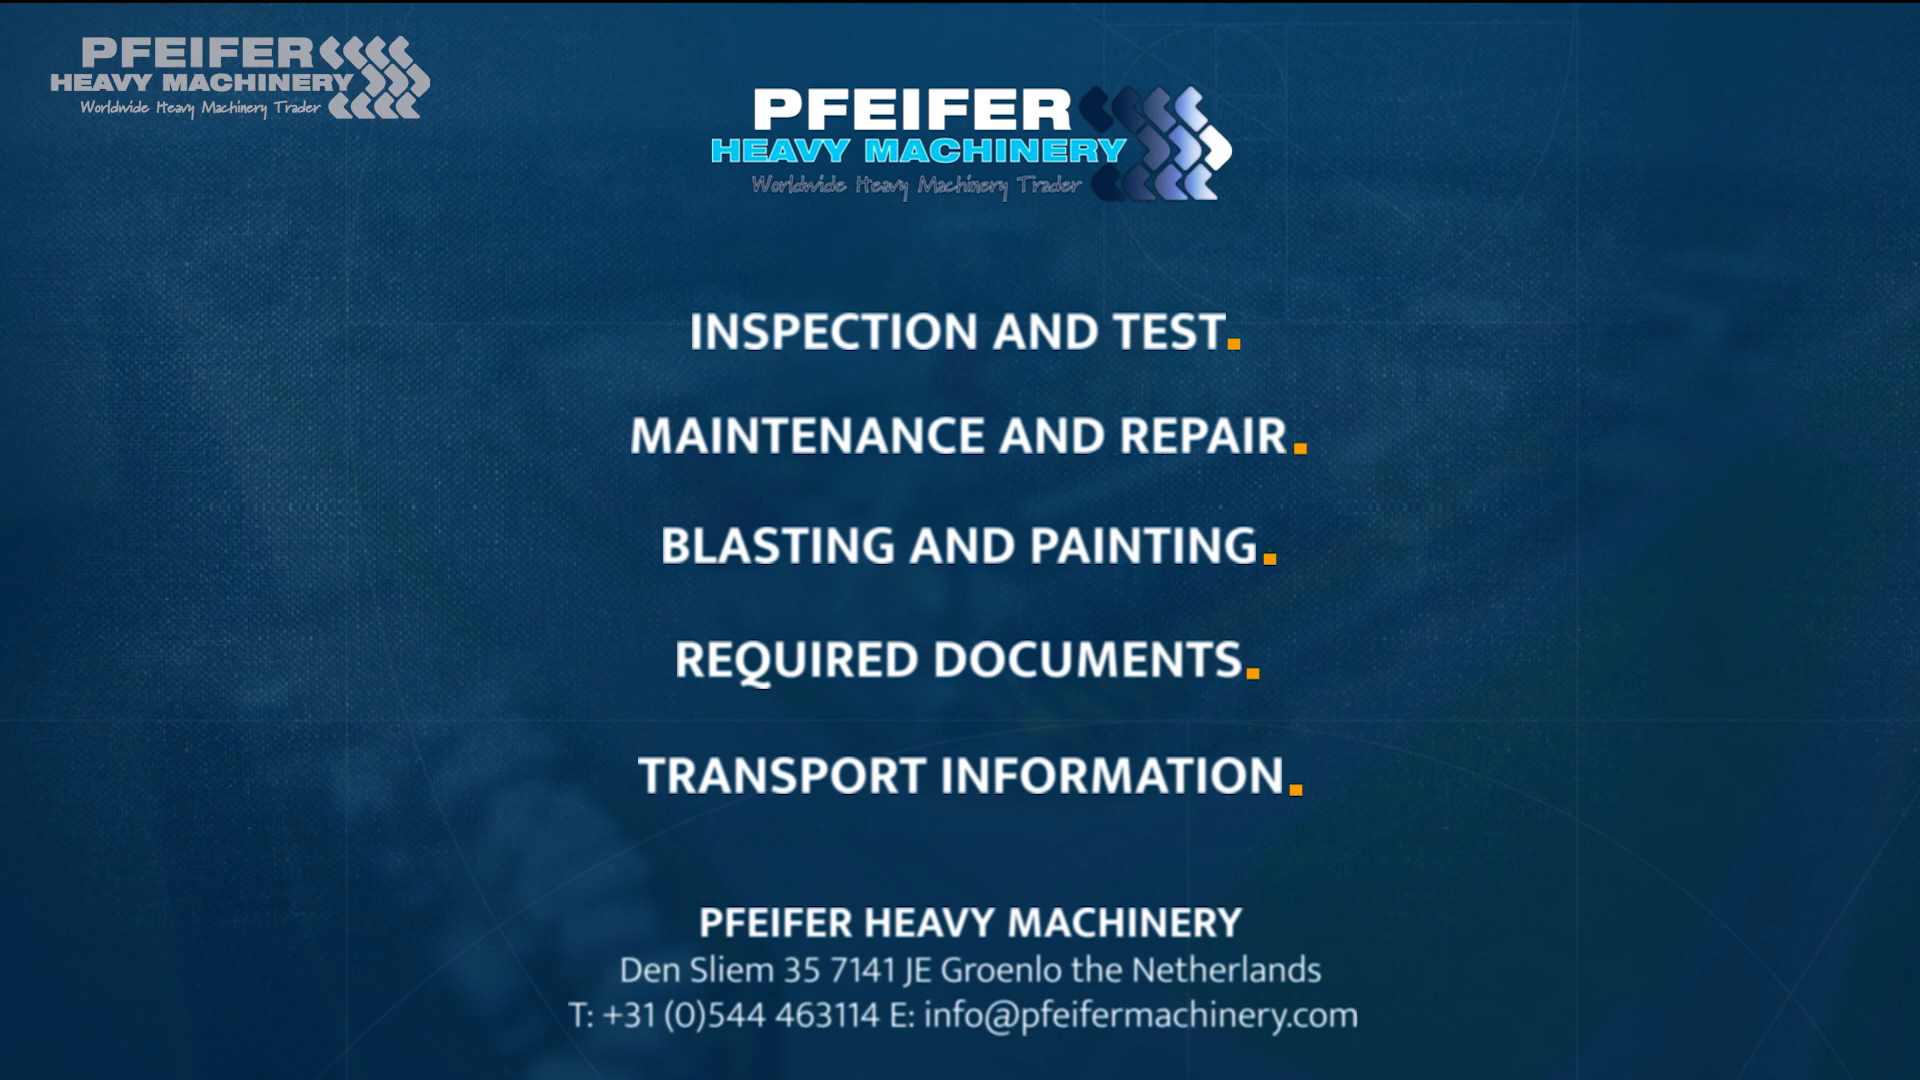 PFEIFER
HEAVY MACHINERY
Worldwide Heavy Machinery Trader
PFEIFER
HEAVY MACHINERY
Worldwide Heavy Machinery Trader
INSPECTION AND TEST.
MAINTENANCE AND REPAIR.
BLASTING AND PAINTING.
REQUIRED DOCUMENTS.
TRANSPORT INFORMATION.
PFEIFER HEAVY MACHINERY
Den Sliem 35 7141 JE Groenlo the Netherlands
T: +31 (0)544 463114 E: info@pfeifermachinery.com